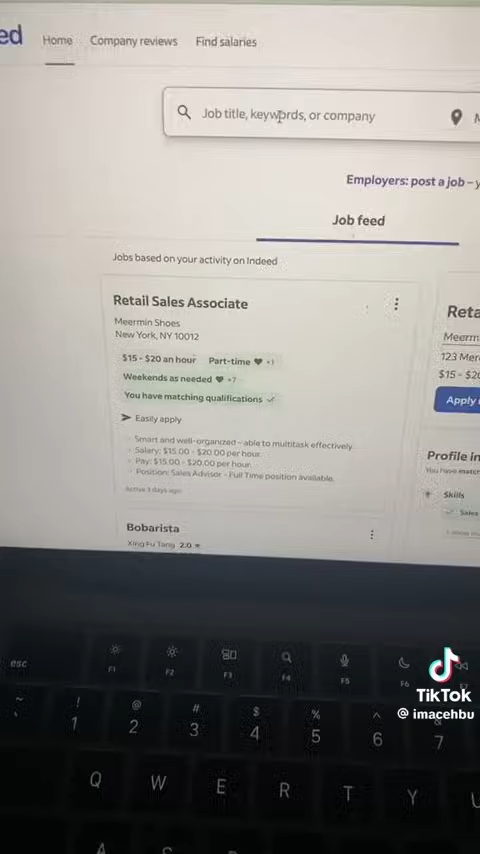 ed
Home Company reviews Find salaries
Job title, keywords, or company
Employers: post a job –
Job feed
Jobs based on your activity on Indeed
Retail Sales Associate
Meermin Shoes
New York, NY 10012
$15 - $20 an hour Part-time +1
Weekends as needed +7
You have matching qualifications
Easily apply
Smart and well-organized – able to multitask effectively.
Salary: $15.00 - $20.00 per hour.
Pay: $15.00 - $20.00 per hour.
Position: Sales Advisor - Full Time position available.
Active 3 days ago
Bobarista
Xing Fu Tang 2.0
Reta
Meerm
123 Mer
$15 - $2
Apply
Profile in
You have match
Skills
Sales
esc F1 F2 F3 F4 F5 F6
~ ! @ # $ % ^ &
` 1 2 3 4 5 6 7
Q W E R T Y U
A
TikTok
@imacehbu